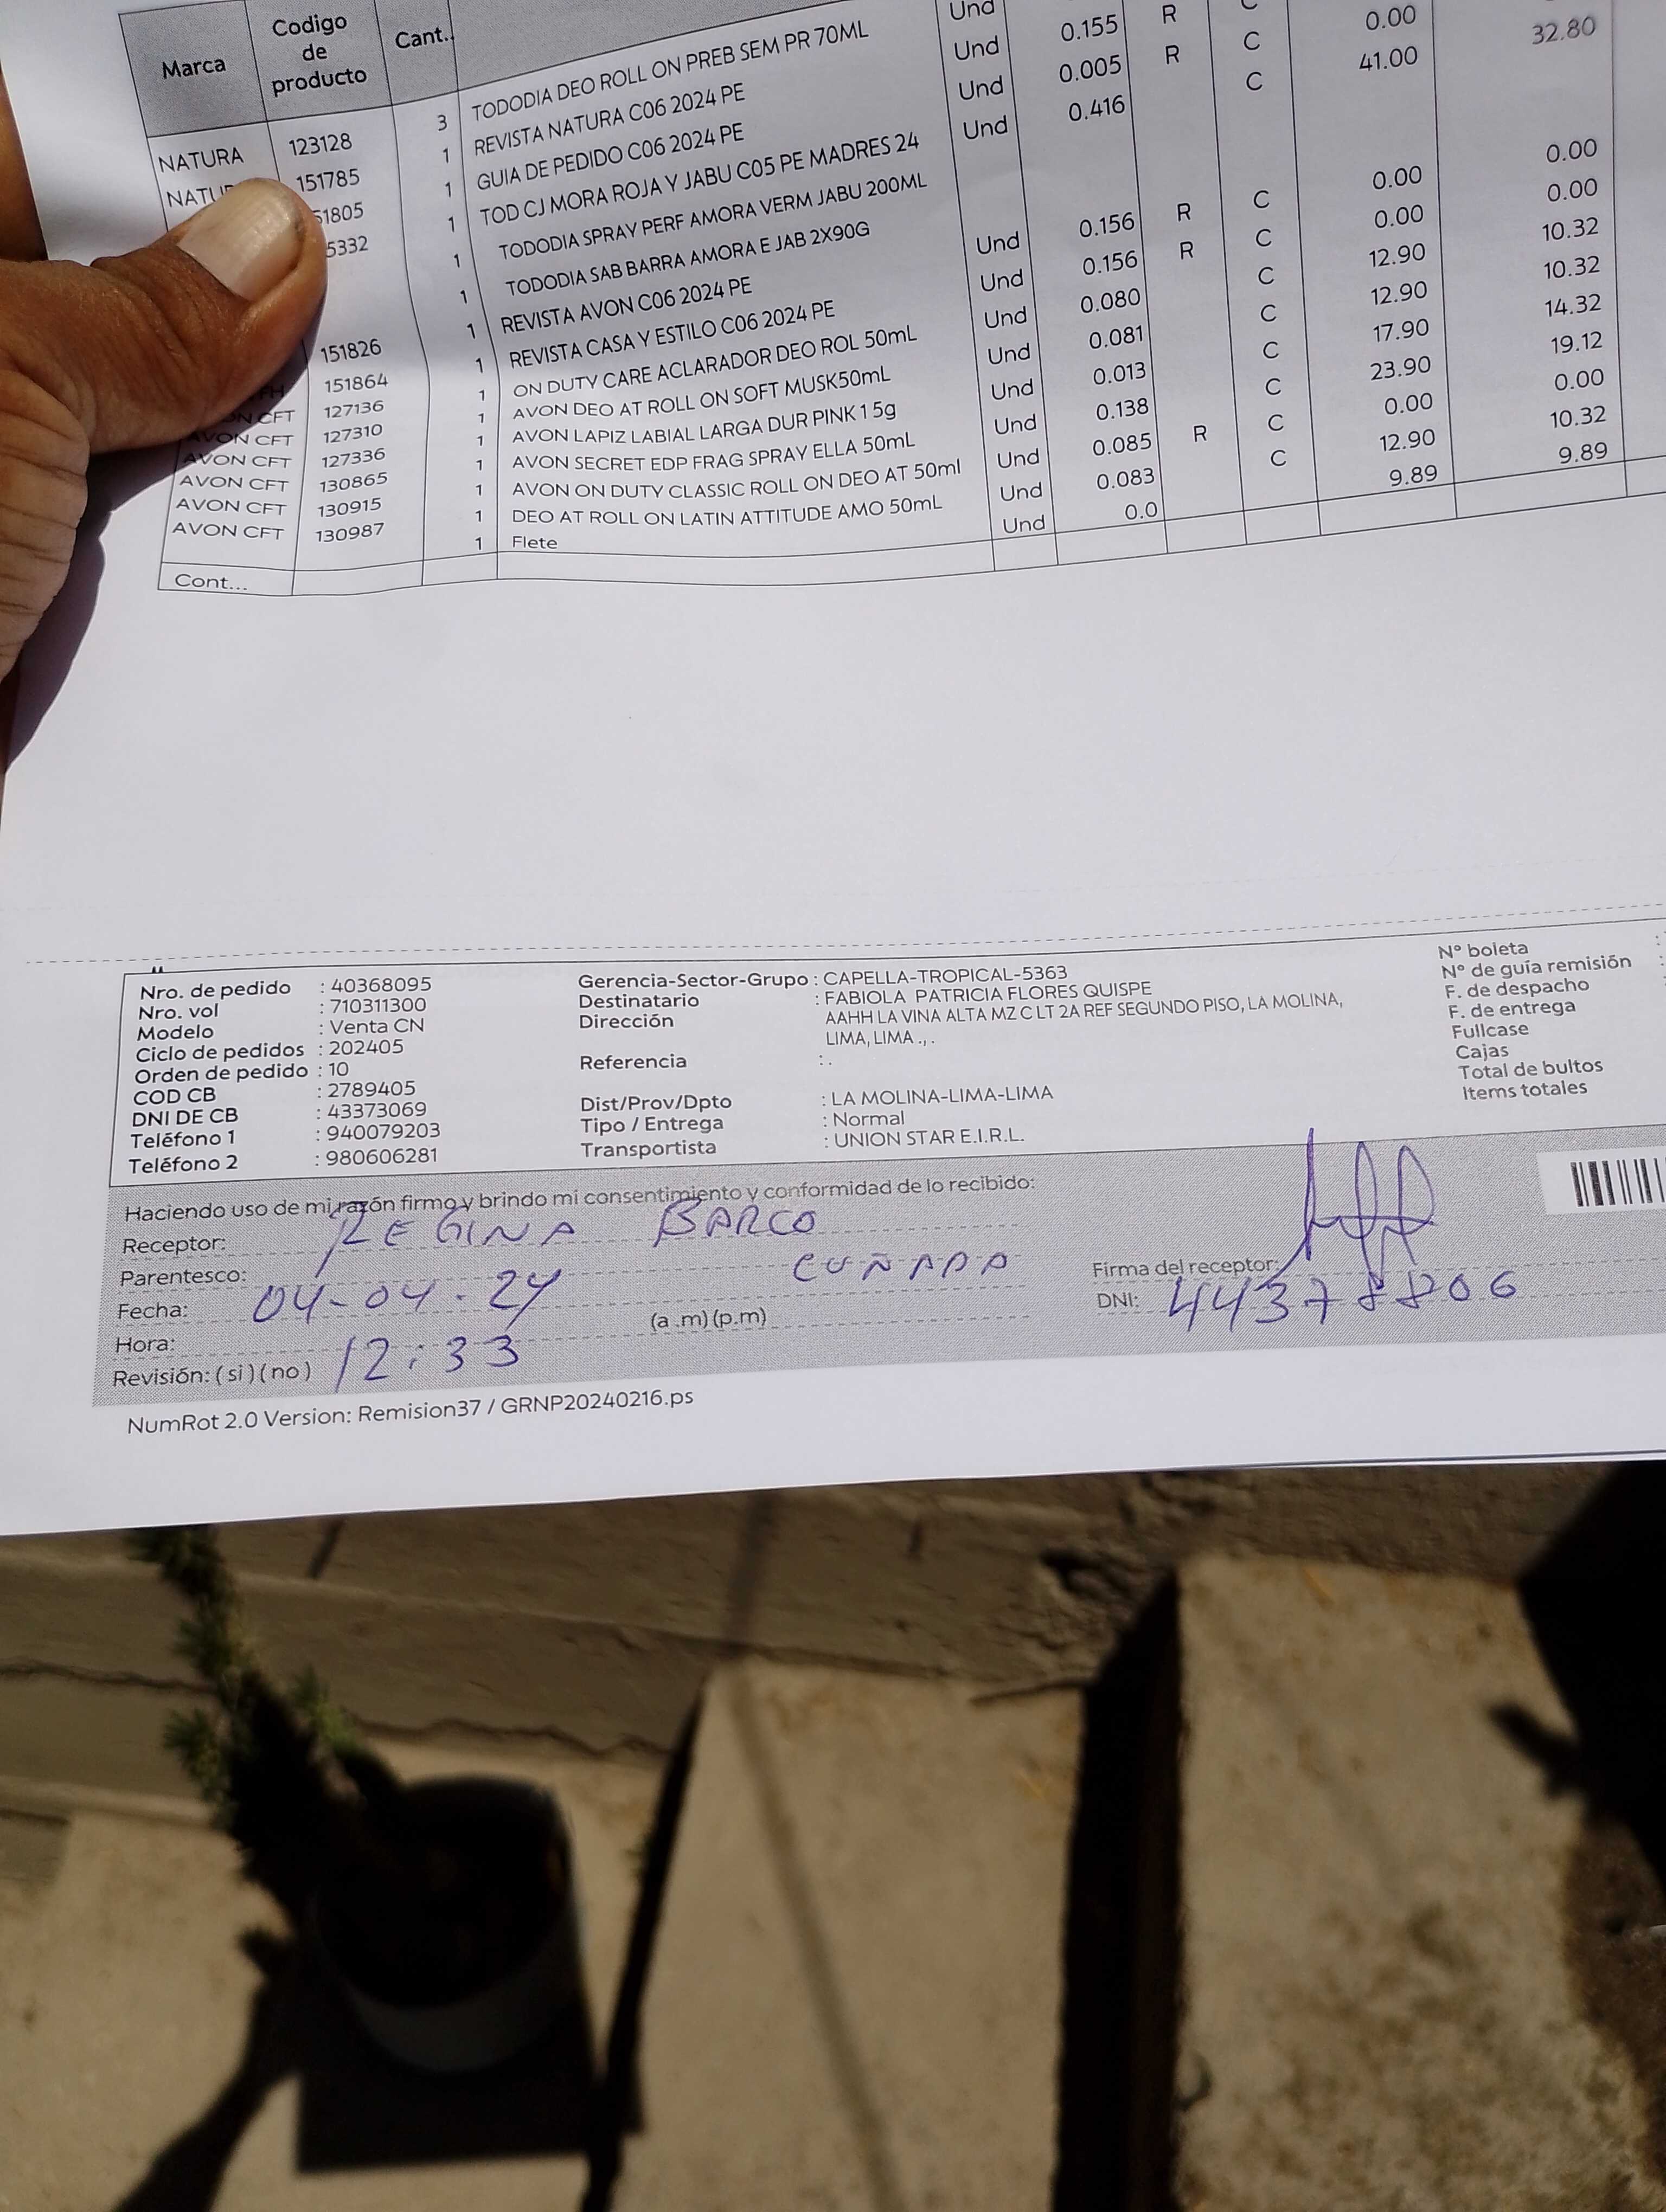 Marca Codigo de producto Cant..
NATURA 123128 3 TODODIA DEO ROLL ON PREB SEM PR 70ML Und 0.155 R C 0.00
151785 1 REVISTA NATURA C06 2024 PE Und 0.005 R C 41.00 32.80
1 GUIA DE PEDIDO C06 2024 PE Und 0.416 C
1 TOD CJ MORA ROJA Y JABU C05 PE MADRES 24 Und
1 TODODIA SPRAY PERF AMORA VERM JABU 200ML
1 TODODIA SAB BARRA AMORA E JAB 2X90G
151826 1 REVISTA AVON C06 2024 PE Und 0.156 R C 0.00 0.00
151864 1 REVISTA CASA Y ESTILO C06 2024 PE Und 0.156 R C 0.00 0.00
CFT 127136 1 ON DUTY CARE ACLARADOR DEO ROL 50mL Und 0.080 C 12.90 10.32
AVON CFT 127310 1 AVON DEO AT ROLL ON SOFT MUSK50mL Und 0.081 C 12.90 10.32
AVON CFT 127336 1 AVON LAPIZ LABIAL LARGA DUR PINK 1 5g Und 0.013 C 17.90 14.32
AVON CFT 130865 1 AVON SECRET EDP FRAG SPRAY ELLA 50mL Und 0.138 C 23.90 19.12
AVON CFT 130915 1 AVON ON DUTY CLASSIC ROLL ON DEO AT 50ml Und 0.085 R C 0.00 0.00
AVON CFT 130987 1 DEO AT ROLL ON LATIN ATTITUDE AMO 50mL Und 0.083 C 12.90 10.32
1 Flete Und 0.0 9.89 9.89
Cont...
Nro. de pedido : 40368095
Nro. vol : 710311300
Modelo : Venta CN
Ciclo de pedidos : 202405
Orden de pedido : 10
COD CB : 2789405
DNI DE CB : 43373069
Teléfono 1 : 940079203
Teléfono 2 : 980606281
Gerencia-Sector-Grupo : CAPELLA-TROPICAL-5363
Destinatario : FABIOLA PATRICIA FLORES QUISPE
Dirección AAHH LA VINA ALTA MZ C LT 2A REF SEGUNDO PISO, LA MOLINA,
LIMA, LIMA ., .
Referencia : .
Dist/Prov/Dpto : LA MOLINA-LIMA-LIMA
Tipo / Entrega : Normal
Transportista : UNION STAR E.I.R.L.
N° boleta :
N° de guía remisión :
F. de despacho
F. de entrega
Fullcase
Cajas
Total de bultos
Items totales
Haciendo uso de mi razón firmo y brindo mi consentimiento y conformidad de lo recibido:
Receptor: REGINA BARCO
Parentesco: CUÑADA
Fecha: 04-04-24
Hora: 12:33 (a .m) (p.m)
Revisión: ( si ) ( no )
Firma del receptor:
DNI: 44378806
NumRot 2.0 Version: Remision37 / GRNP20240216.ps